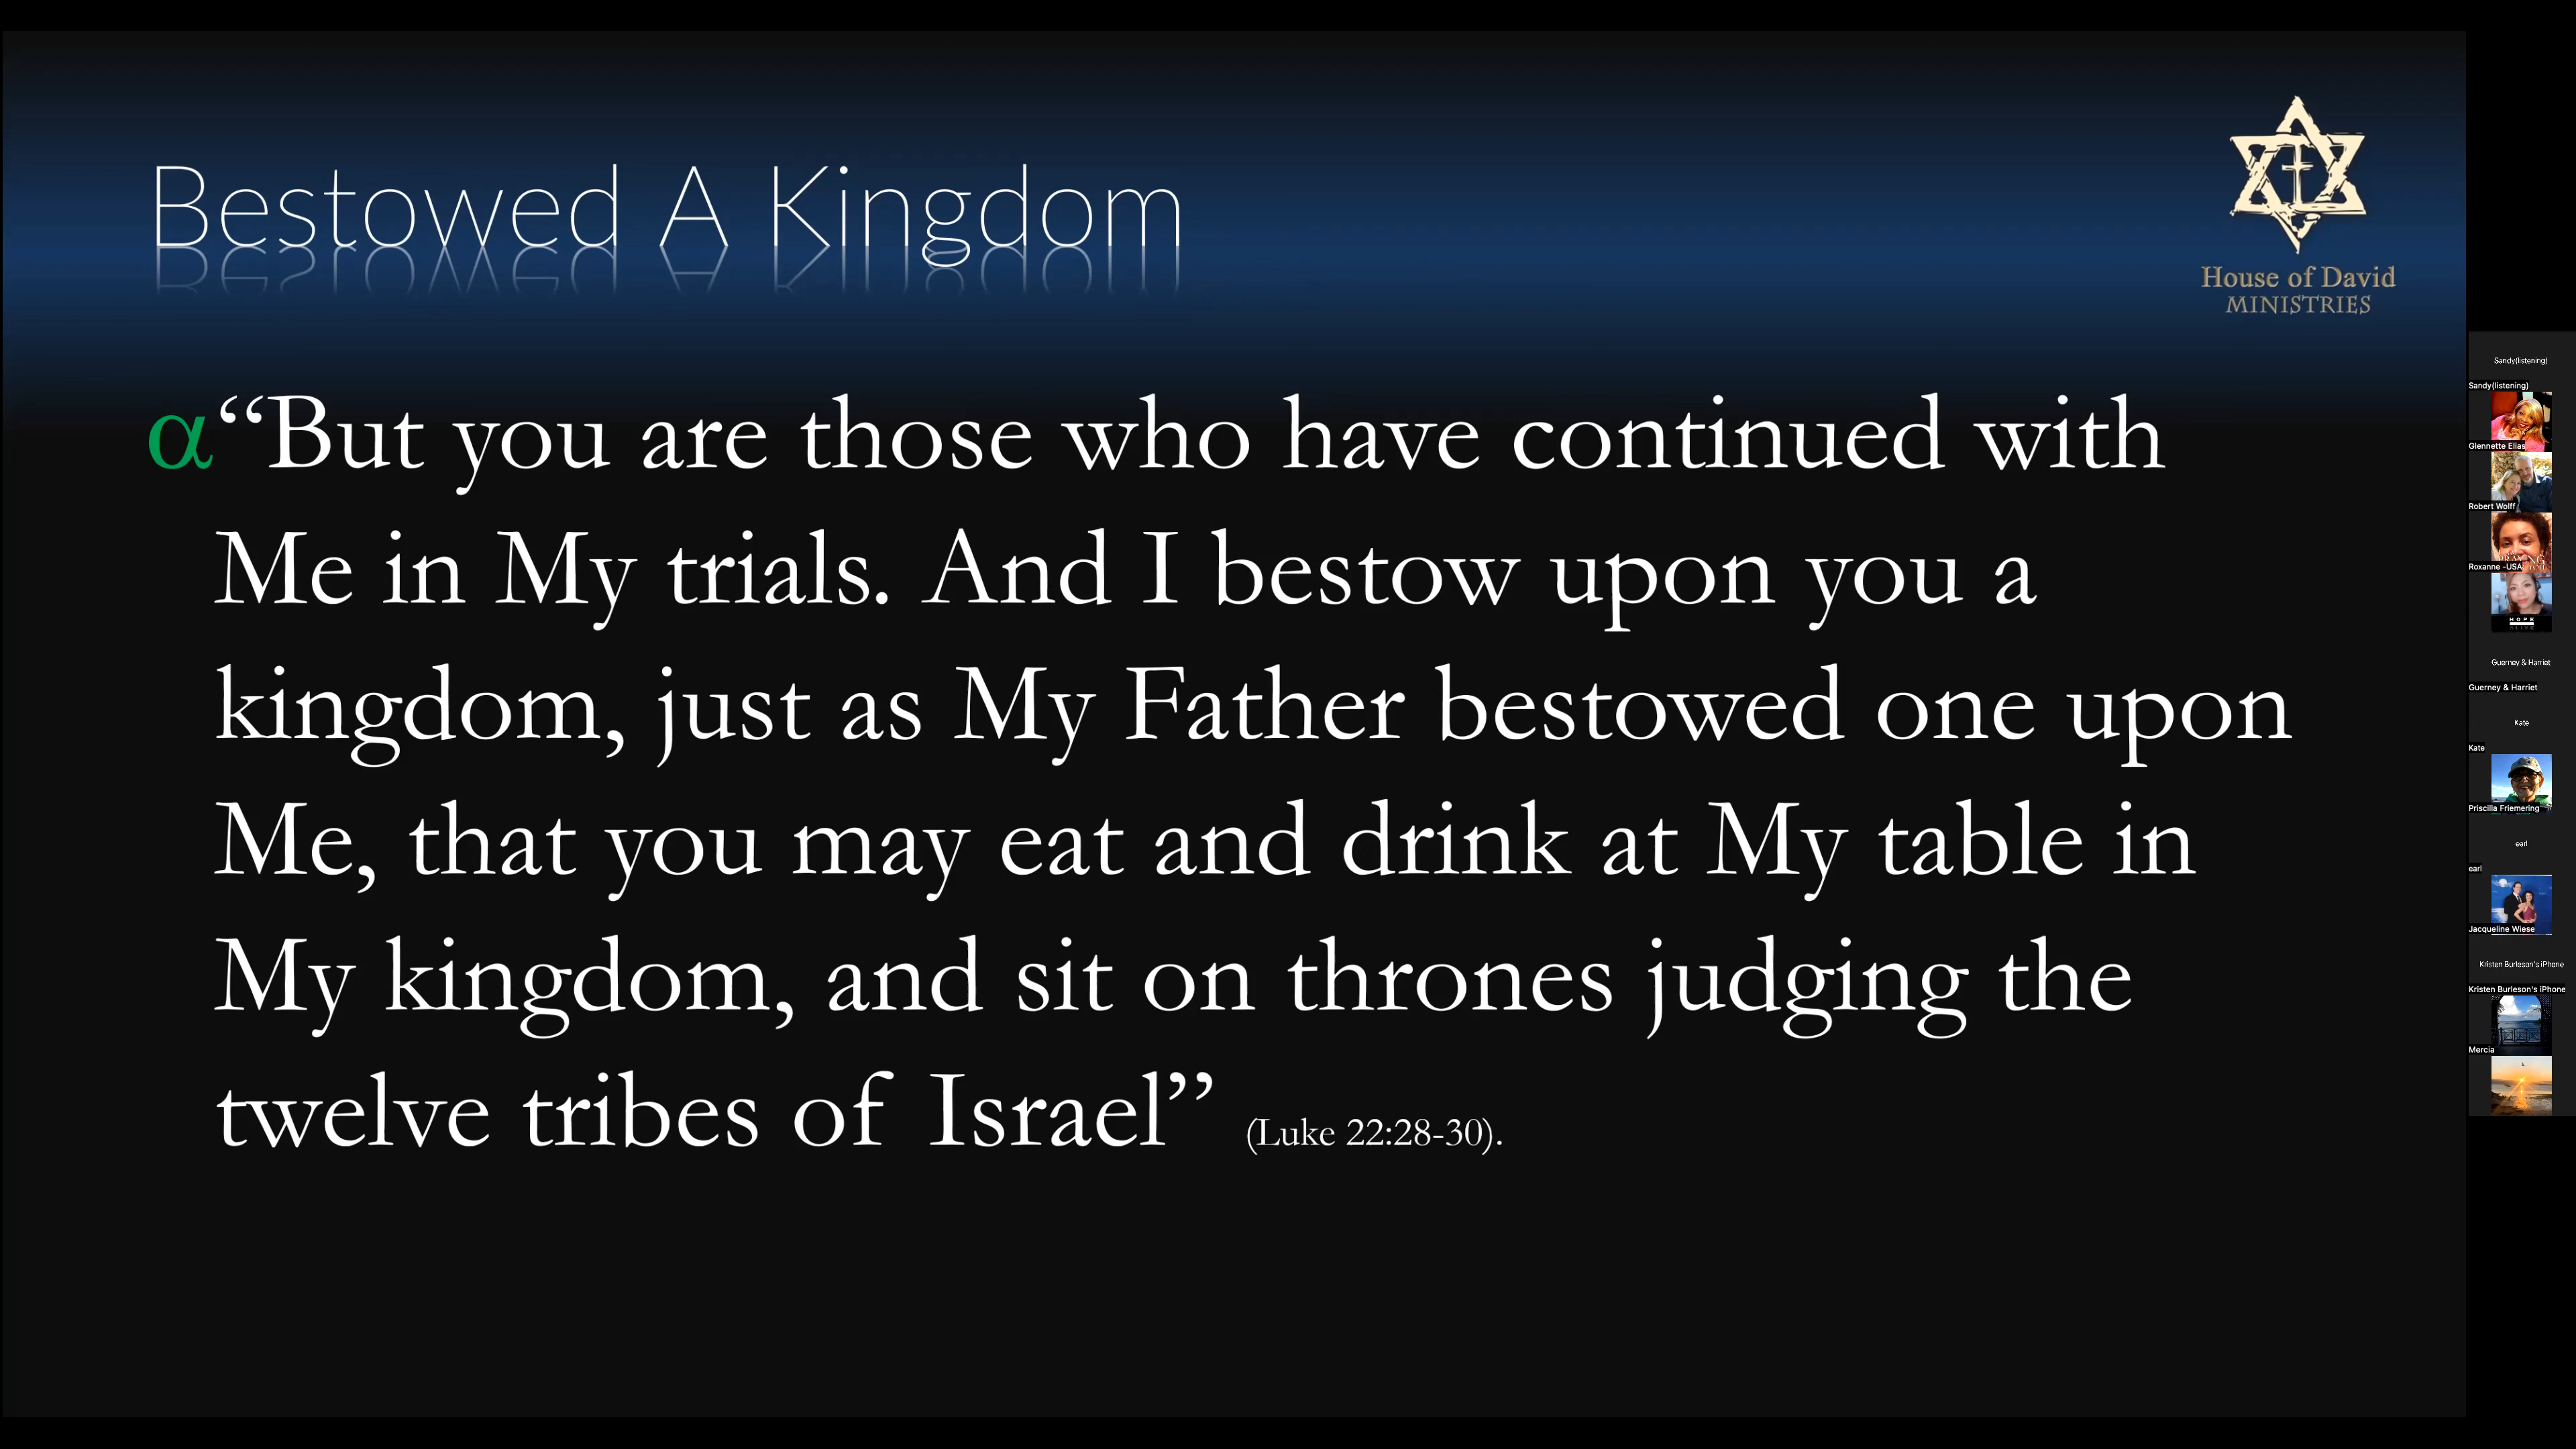 Bestowed A Kingdom
House of David
MINISTRIES
α“But you are those who have continued with
Me in My trials. And I bestow upon you a
kingdom, just as My Father bestowed one upon
Me, that you may eat and drink at My table in
My kingdom, and sit on thrones judging the
twelve tribes of Israel” (Luke 22:28-30).
Sandy(listening)
Sandy(listening)
Glennette Elias
Robert Wolff
Roxanne -USA
HOPE
Guerney & Harriet
Guerney & Harriet
Kate
Kate
Priscilla Friemering
earl
earl
Jacqueline Wiese
Kristen Burleson's iPhone
Kristen Burleson's iPhone
Mercia